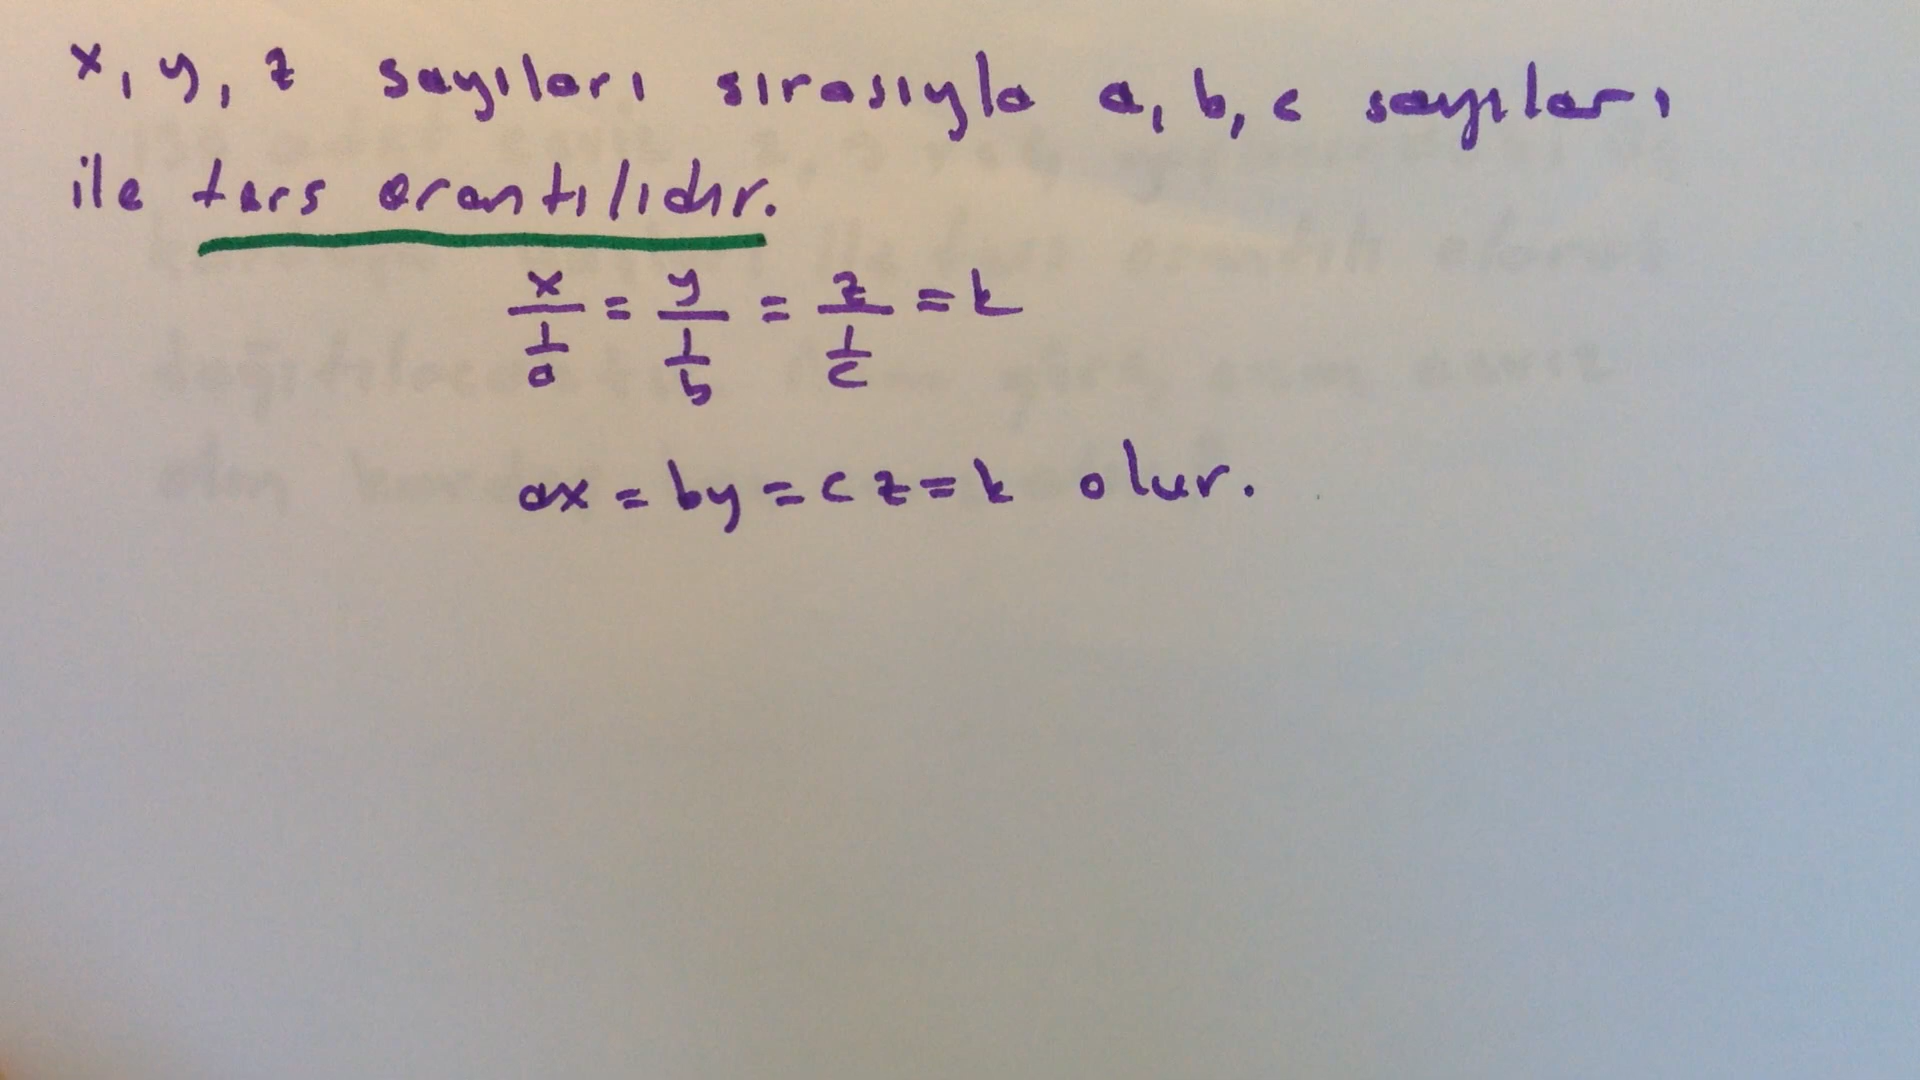 x, y, z sayıları sırasıyla a, b, c sayıları
ile ters orantılıdır.
x/(1/a) = y/(1/b) = z/(1/c) = k
ax = by = cz = k olur.